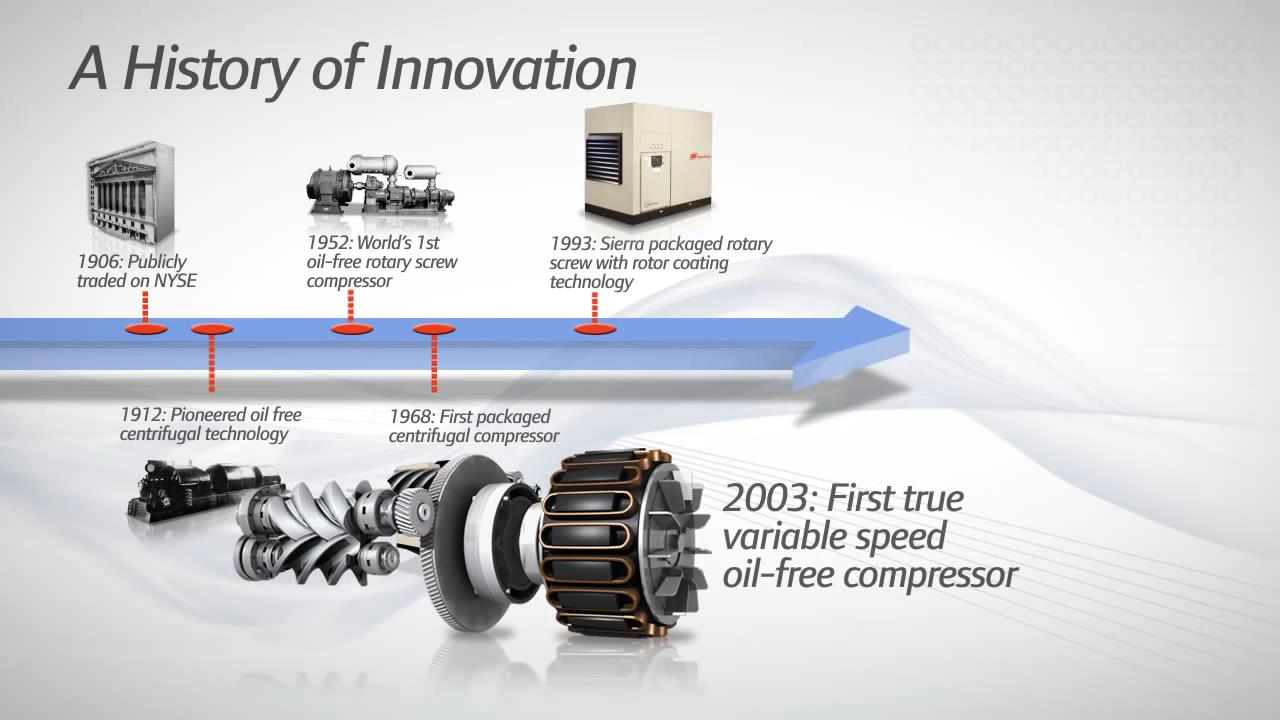 A History of Innovation
1906: Publicly
traded on NYSE
1952: World's 1st
oil-free rotary screw
compressor
1993: Sierra packaged rotary
screw with rotor coating
technology
1912: Pioneered oil free
centrifugal technology
1968: First packaged
centrifugal compressor
2003: First true
variable speed
oil-free compressor